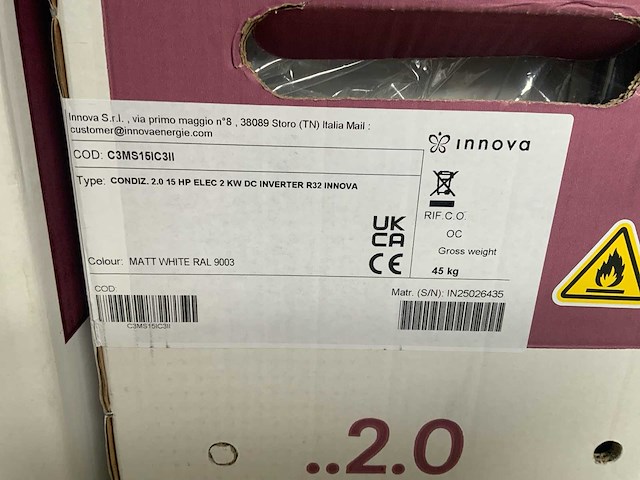 Innova S.r.l. , via primo maggio n°8 , 38089 Storo (TN) Italia Mail :
customer@innovaenergie.com
innova
COD: C3MS15IC3II
Type: CONDIZ. 2.0 15 HP ELEC 2 KW DC INVERTER R32 INNOVA
RIF.C.O.
OC
Gross weight
45 kg
UK
CA
CE
Colour: MATT WHITE RAL 9003
COD:
C3MS15IC3II
Matr. (S/N): IN25026435
..2.0